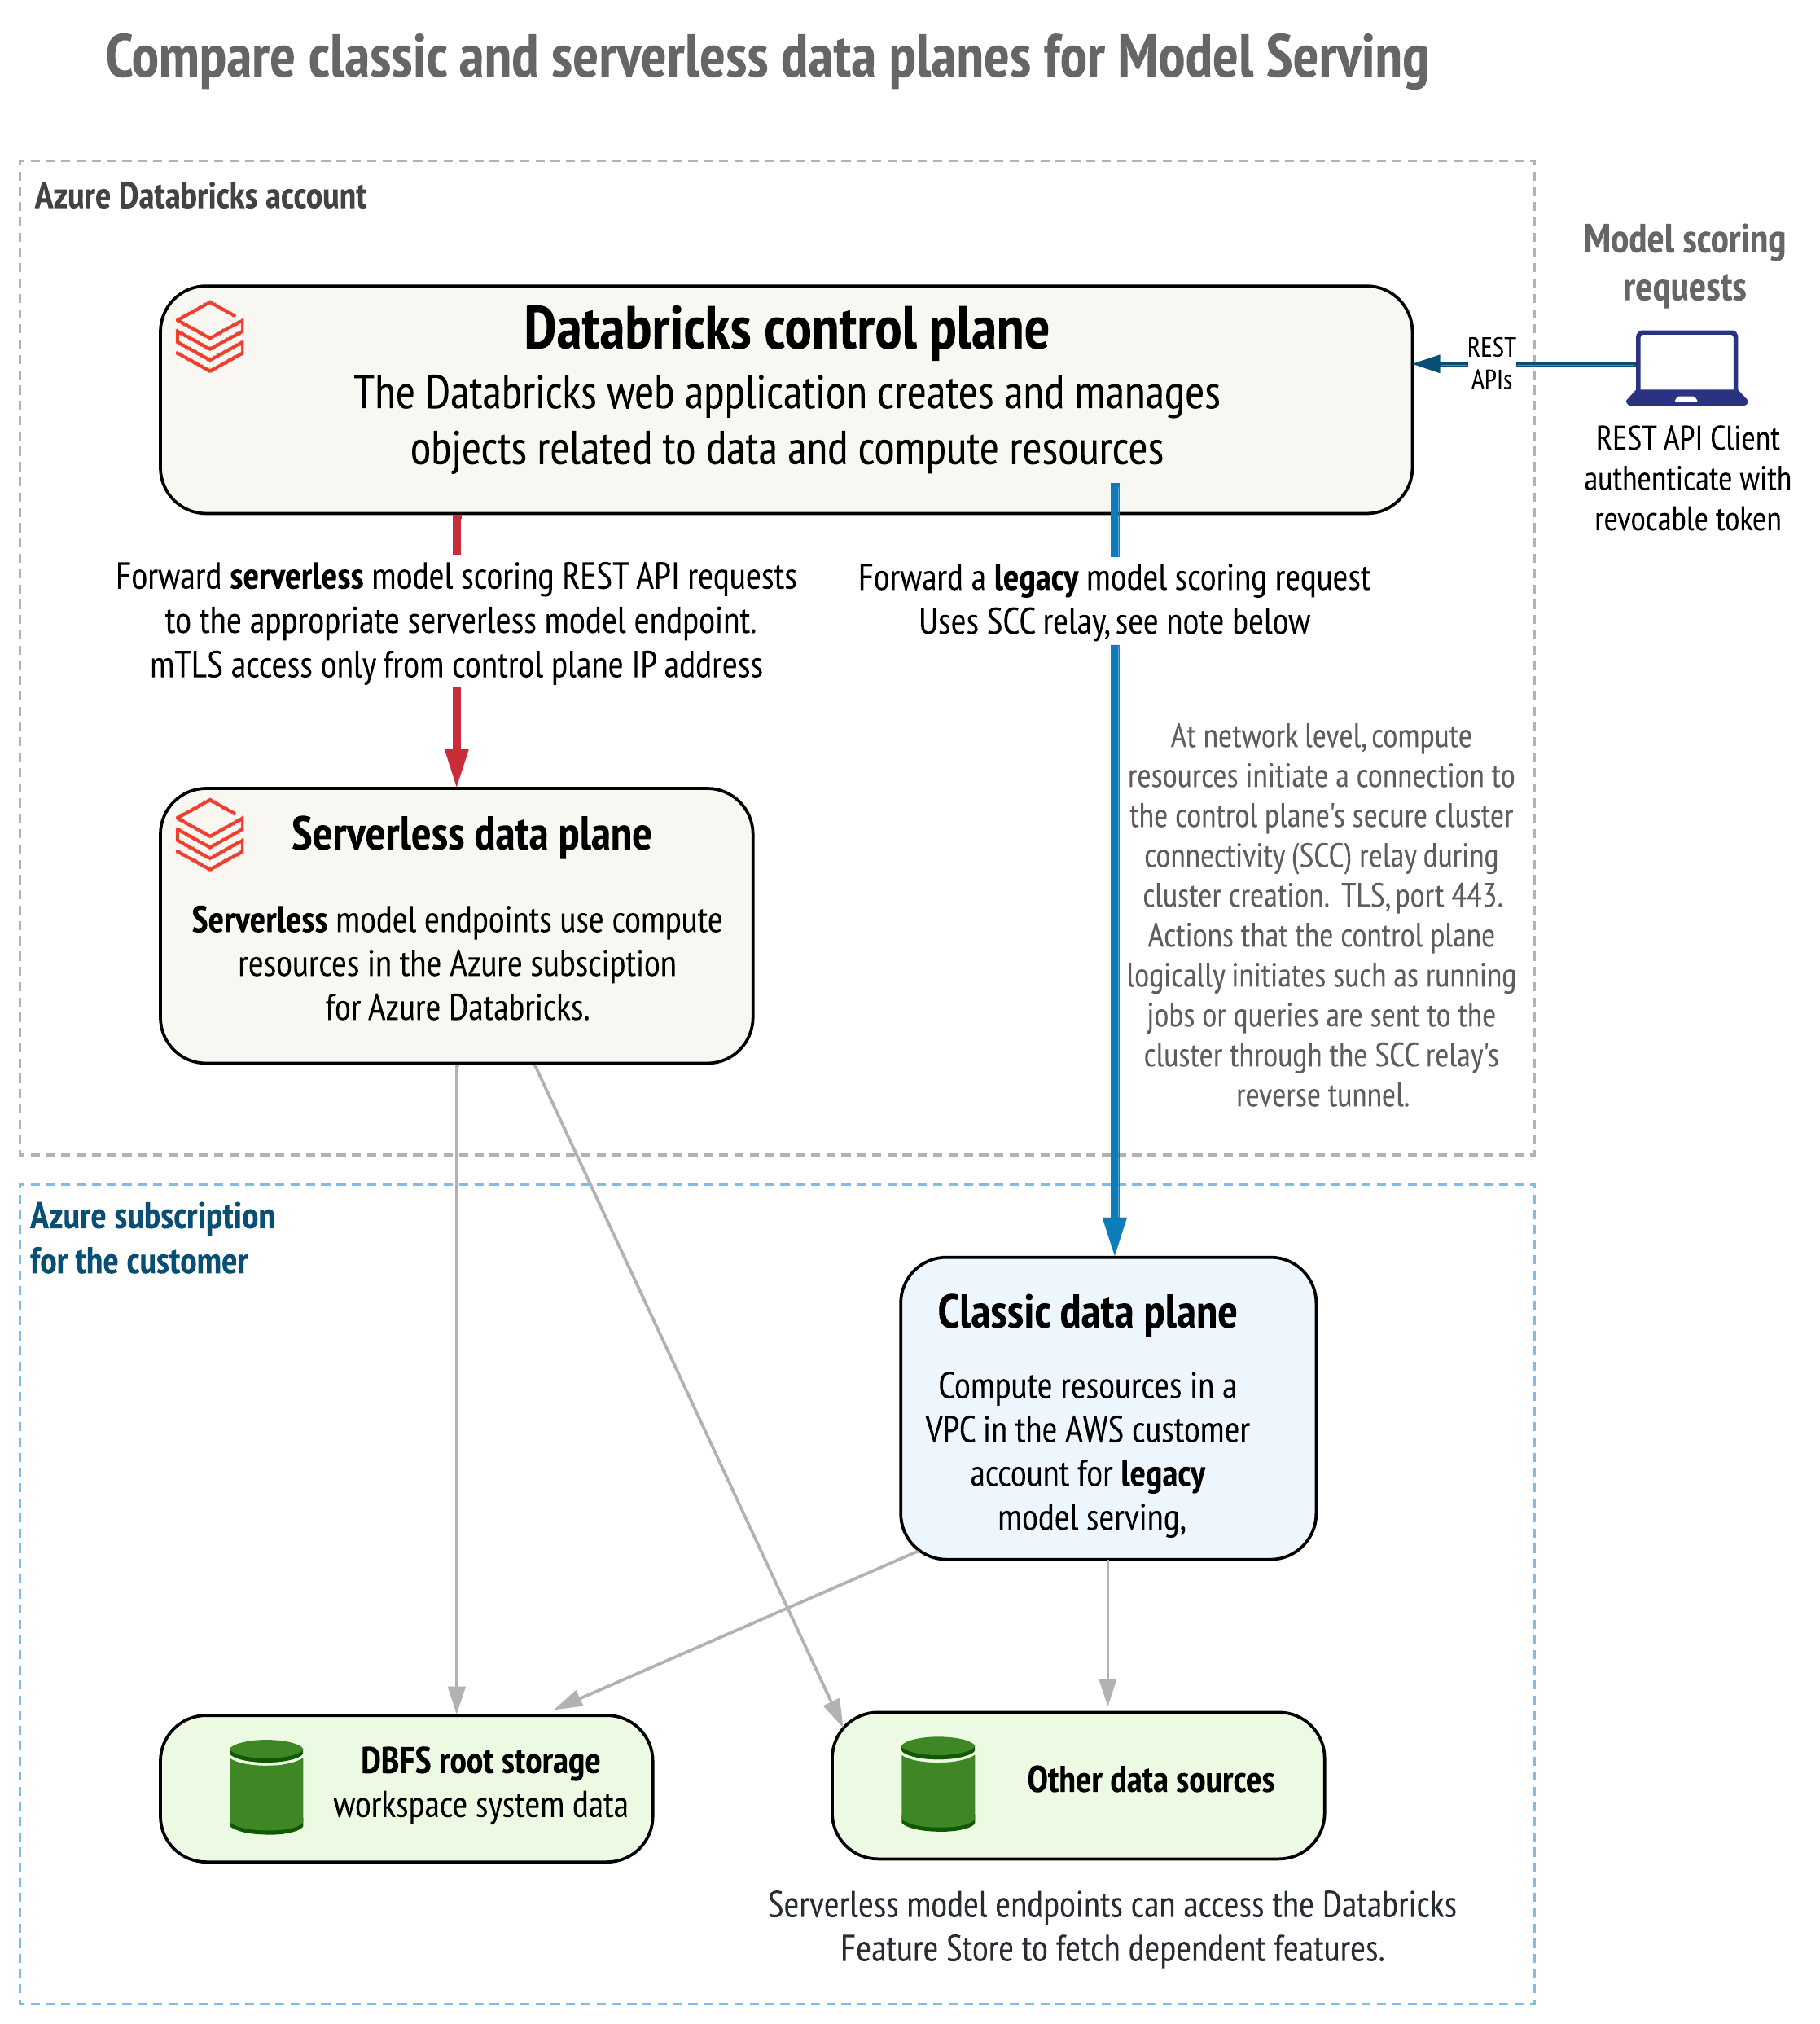 Compare classic and serverless data planes for Model Serving
Azure Databricks account
Model scoring
requests
Databricks control plane
The Databricks web application creates and manages
objects related to data and compute resources
REST
APIs
REST API Client
authenticate with
revocable token
Forward serverless model scoring REST API requests
to the appropriate serverless model endpoint.
mTLS access only from control plane IP address
Forward a legacy model scoring request
Uses SCC relay, see note below
At network level, compute
resources initiate a connection to
the control plane's secure cluster
connectivity (SCC) relay during
cluster creation.  TLS, port 443.
Actions that the control plane
logically initiates such as running
jobs or queries are sent to the
cluster through the SCC relay's
reverse tunnel.
Serverless data plane
Serverless model endpoints use compute
resources in the Azure subsciption
for Azure Databricks.
Azure subscription
for the customer
Classic data plane
Compute resources in a
VPC in the AWS customer
account for legacy
model serving,
DBFS root storage
workspace system data
Other data sources
Serverless model endpoints can access the Databricks
Feature Store to fetch dependent features.